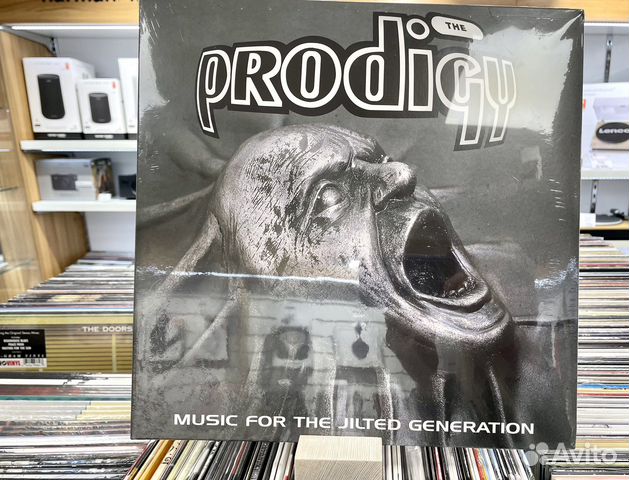 THE
PRODIGY
MUSIC FOR THE JILTED GENERATION
THE DOORS
Lenco
Avito